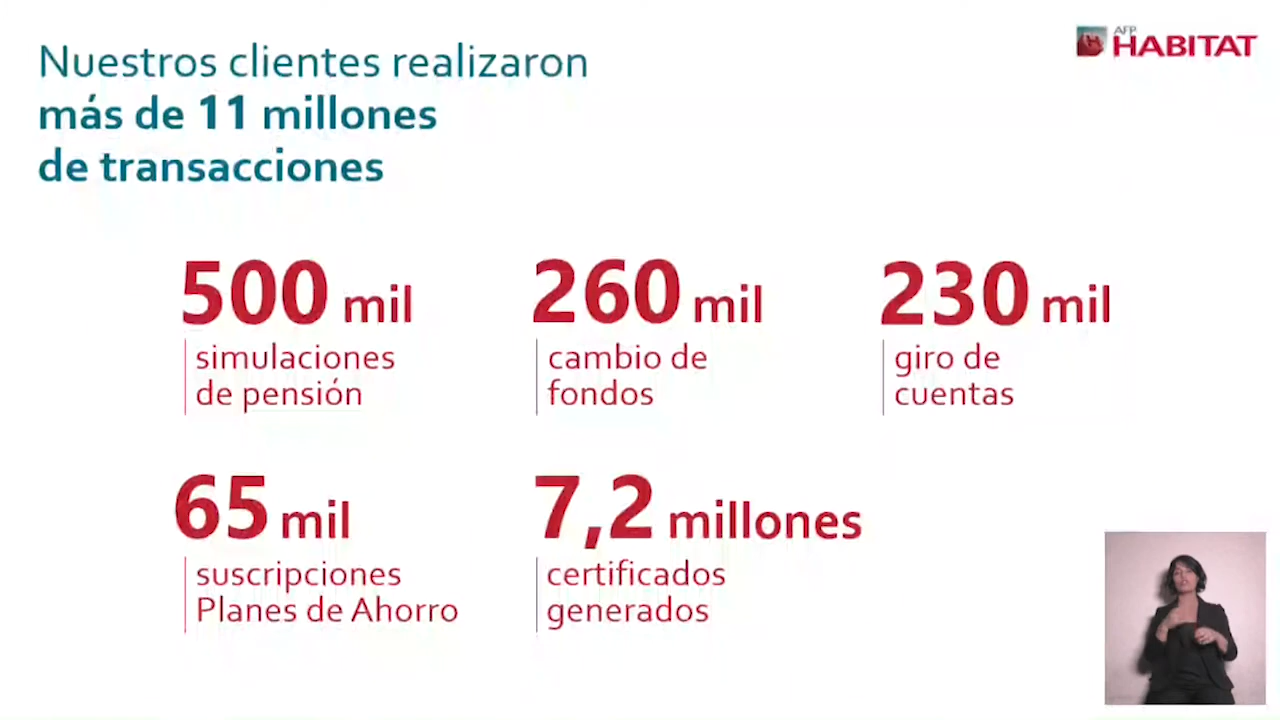 Nuestros clientes realizaron
más de 11 millones
de transacciones
AFP
HABITAT
500 mil
simulaciones
de pensión
260 mil
cambio de
fondos
230 mil
giro de
cuentas
65 mil
suscripciones
Planes de Ahorro
7,2 millones
certificados
generados